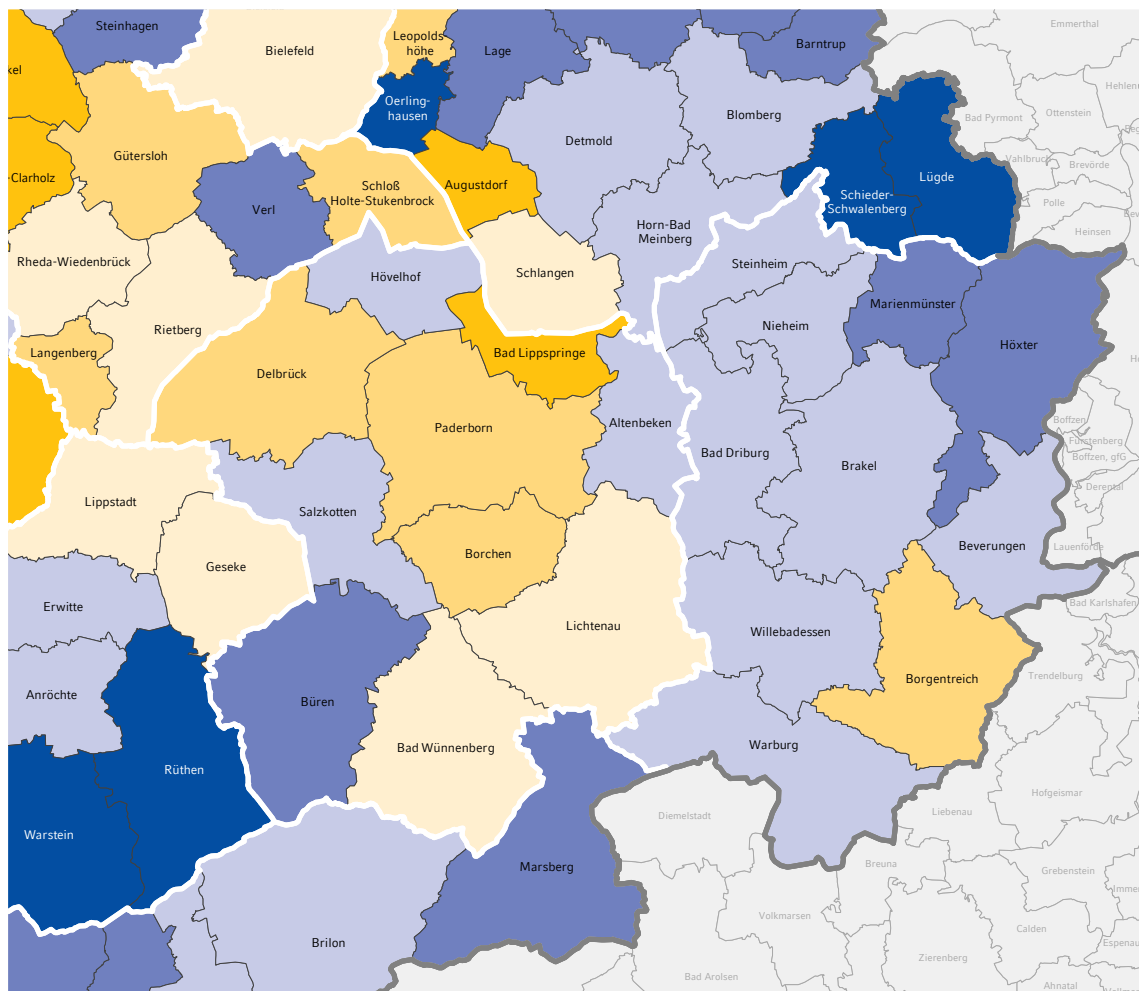 Steinhagen
Bielefeld
Leopolds
höhe
Lage
Barntrup
Emmerthal
kel
Oerling-
hausen
Blomberg
Hehlen
Ottenstein
Bad Pyrmont
Gütersloh
Detmold
Vahlbruch
Brevörde
-Clarholz
Schloß
Holte-Stukenbrock
Augustdorf
Schieder-
Schwalenberg
Lügde
Polle
Verl
Horn-Bad
Meinberg
Heinsen
Rheda-Wiedenbrück
Hövelhof
Schlangen
Steinheim
Marienmünster
Rietberg
Nieheim
Höxter
Langenberg
Bad Lippspringe
Delbrück
Paderborn
Altenbeken
Boffzen
Fürstenberg
Bad Driburg
Brakel
Boffzen, gfG
Derental
Lippstadt
Salzkotten
Beverungen
Lauenförde
Geseke
Borchen
Erwitte
Lichtenau
Willebadessen
Bad Karlshafen
Anröchte
Büren
Borgentreich
Trendelburg
Bad Wünnenberg
Warburg
Rüthen
Hofgeismar
Diemelstadt
Liebenau
Warstein
Marsberg
Breuna
Grebenstein
Imme
Volkmarsen
Calden
Brilon
Espenau
Zierenberg
Bad Arolsen
Ahnatal